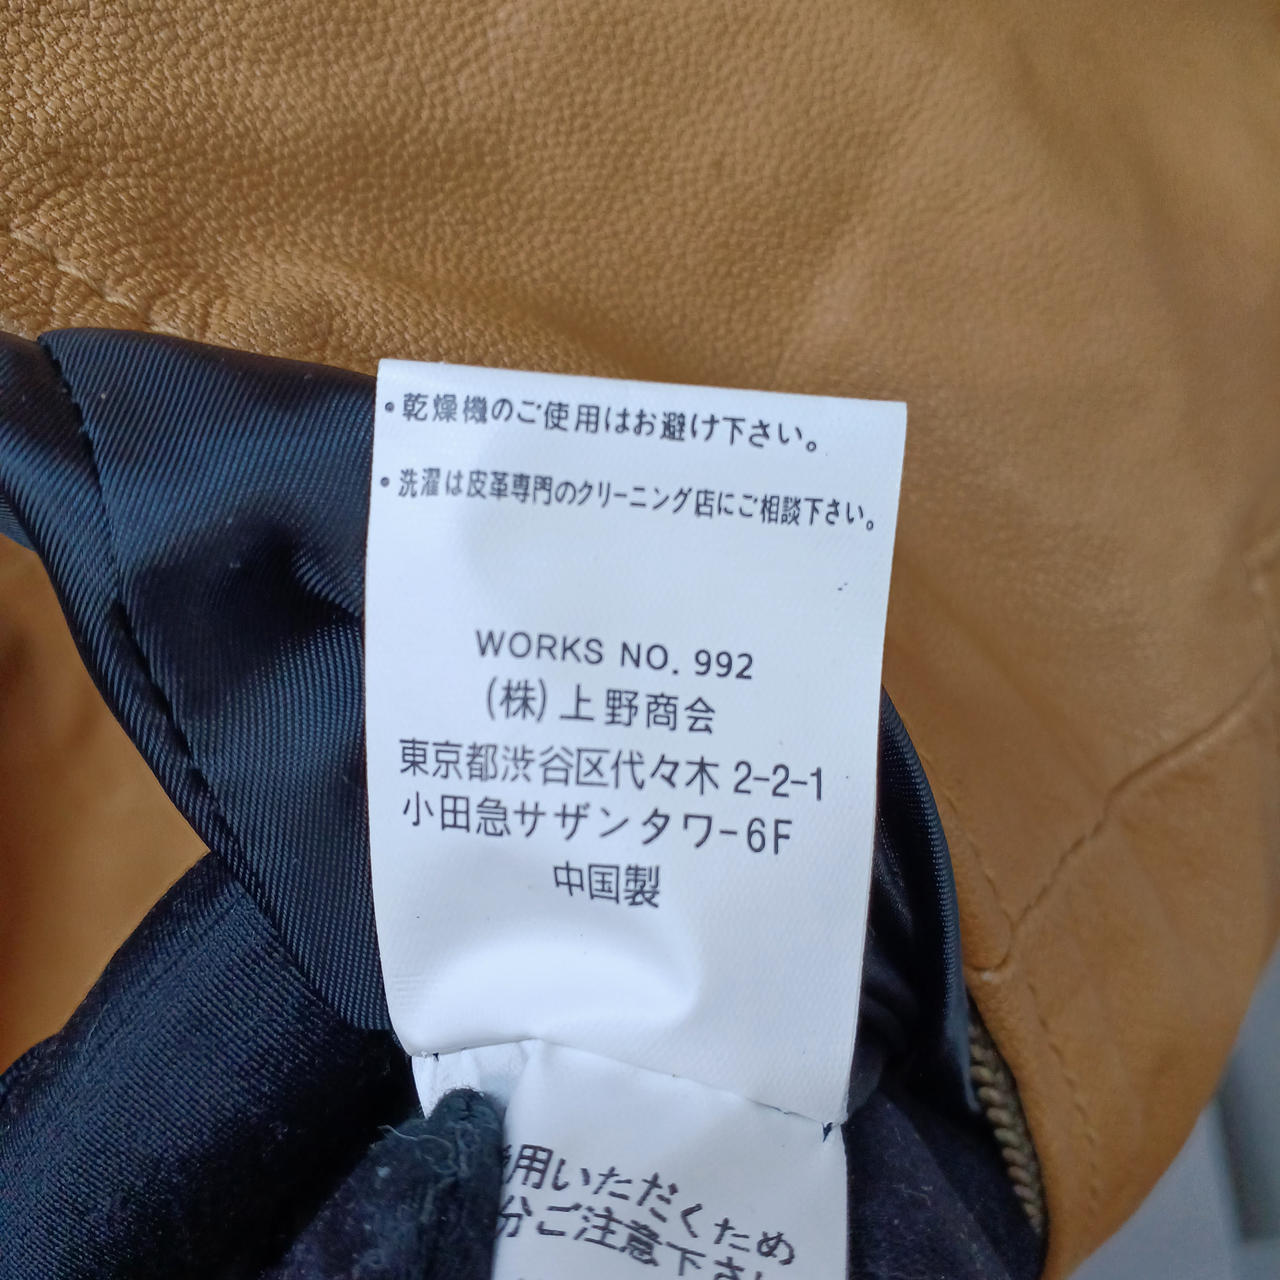 ・乾燥機のご使用はお避け下さい。
・洗濯は皮革専門のクリーニング店にご相談下さい。
WORKS NO. 992
(株)上野商会
東京都渋谷区代々木 2-2-1
小田急サザンタワー6F
中国製
用いただくため
分ご注意下さい